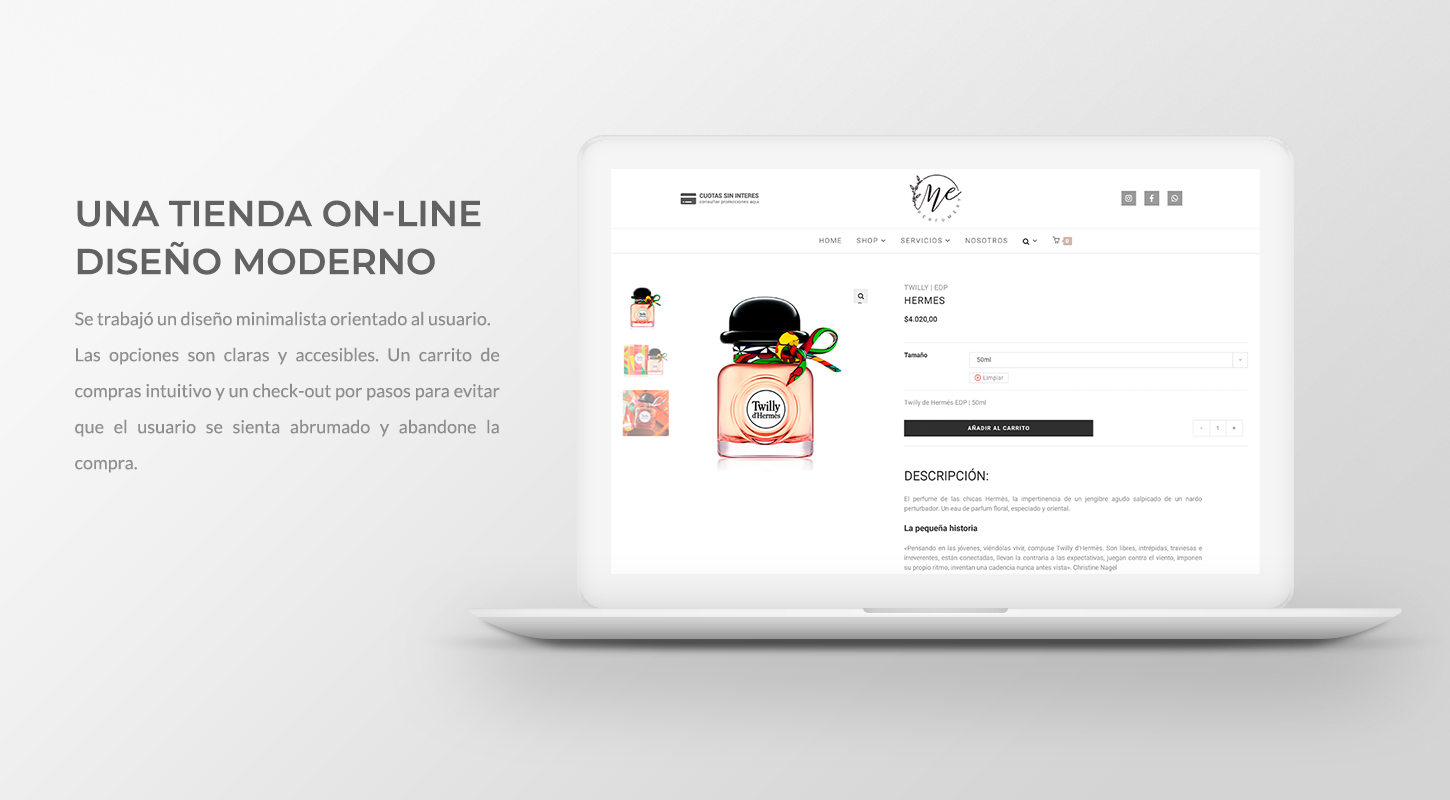 UNA TIENDA ON-LINE
DISEÑO MODERNO
Se trabajó un diseño minimalista orientado al usuario.
Las opciones son claras y accesibles. Un carrito de
compras intuitivo y un check-out por pasos para evitar
que el usuario se sienta abrumado y abandone la
compra.
CUOTAS SIN INTERES
consultar promociones aqui
Me
PERFUMERY
HOME SHOP SERVICIOS NOSOTROS 0
TWILLY | EDP
HERMES
$4.020,00
Tamaño 50ml
Limpiar
Twilly de Hermés EDP | 50ml
AÑADIR AL CARRITO - 1 +
Twilly
d'Hermès
DESCRIPCIÓN:
El perfume de las chicas Hermès, la impertinencia de un jengibre agudo salpicado de un nardo
perturbador. Un eau de parfum floral, especiado y oriental.
La pequeña historia
«Pensando en las jóvenes, viéndolas vivir, compuse Twilly d'Hermès. Son libres, intrépidas, traviesas e
irreverentes, están conectadas, llevan la contraria a las expectativas, juegan contra el viento, imponen
su propio ritmo, inventan una cadencia nunca antes vista». Christine Nagel